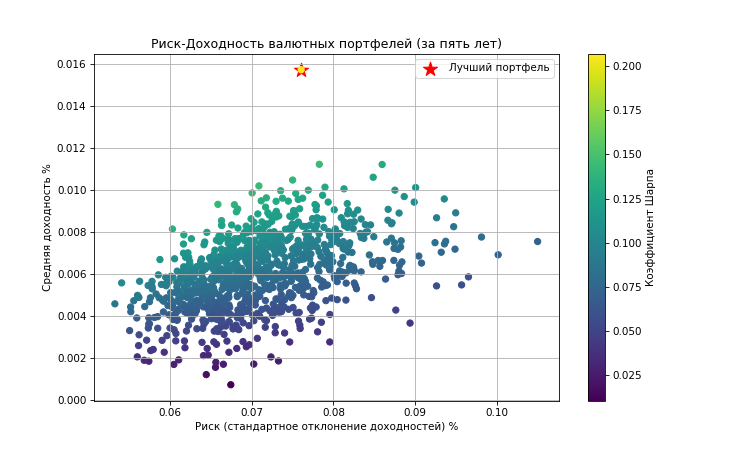 Риск-Доходность валютных портфелей (за пять лет)
Лучший портфель
Средняя доходность %
0.016
0.014
0.012
0.010
0.008
0.006
0.004
0.002
0.000
0.06 0.07 0.08 0.09 0.10
Риск (стандартное отклонение доходностей) %
0.200
0.175
0.150
0.125
0.100
0.075
0.050
0.025
Коэффициент Шарпа